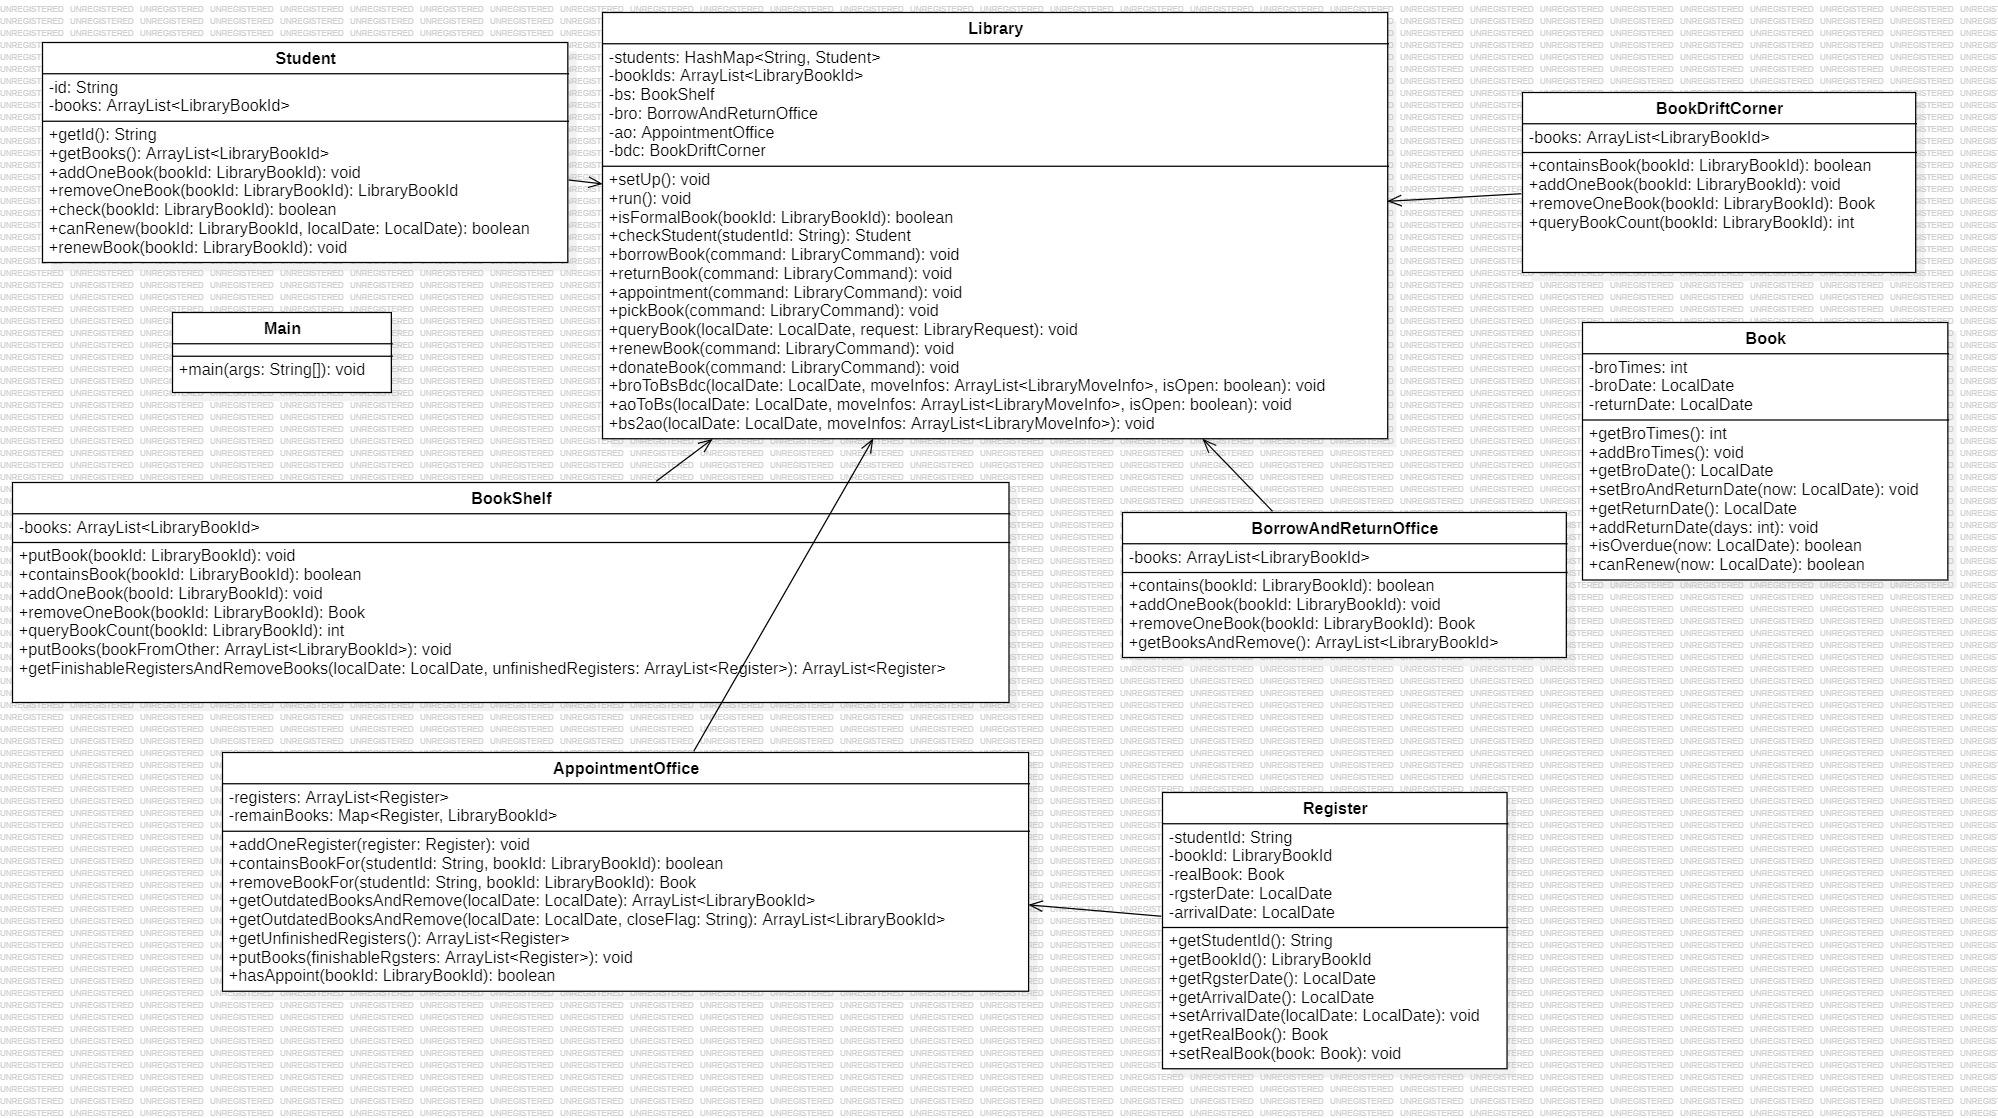 Student
-id: String
-books: ArrayList<LibraryBookId>
+getId(): String
+getBooks(): ArrayList<LibraryBookId>
+addOneBook(bookId: LibraryBookId): void
+removeOneBook(bookId: LibraryBookId): LibraryBookId
+check(bookId: LibraryBookId): boolean
+canRenew(bookId: LibraryBookId, localDate: LocalDate): boolean
+renewBook(bookId: LibraryBookId): void
Library
-students: HashMap<String, Student>
-bookIds: ArrayList<LibraryBookId>
-bs: BookShelf
-bro: BorrowAndReturnOffice
-ao: AppointmentOffice
-bdc: BookDriftCorner
+setUp(): void
+run(): void
+isFormalBook(bookId: LibraryBookId): boolean
+checkStudent(studentId: String): Student
+borrowBook(command: LibraryCommand): void
+returnBook(command: LibraryCommand): void
+appointment(command: LibraryCommand): void
+pickBook(command: LibraryCommand): void
+queryBook(localDate: LocalDate, request: LibraryRequest): void
+renewBook(command: LibraryCommand): void
+donateBook(command: LibraryCommand): void
+broToBsBdc(localDate: LocalDate, moveInfos: ArrayList<LibraryMoveInfo>, isOpen: boolean): void
+aoToBs(localDate: LocalDate, moveInfos: ArrayList<LibraryMoveInfo>, isOpen: boolean): void
+bs2ao(localDate: LocalDate, moveInfos: ArrayList<LibraryMoveInfo>): void
BookDriftCorner
-books: ArrayList<LibraryBookId>
+containsBook(bookId: LibraryBookId): boolean
+addOneBook(bookId: LibraryBookId): void
+removeOneBook(bookId: LibraryBookId): Book
+queryBookCount(bookId: LibraryBookId): int
Main
+main(args: String[]): void
Book
-broTimes: int
-broDate: LocalDate
-returnDate: LocalDate
+getBroTimes(): int
+addBroTimes(): void
+getBroDate(): LocalDate
+setBroAndReturnDate(now: LocalDate): void
+getReturnDate(): LocalDate
+addReturnDate(days: int): void
+isOverdue(now: LocalDate): boolean
+canRenew(now: LocalDate): boolean
BookShelf
-books: ArrayList<LibraryBookId>
+putBook(bookId: LibraryBookId): void
+containsBook(bookId: LibraryBookId): boolean
+addOneBook(booId: LibraryBookId): void
+removeOneBook(bookId: LibraryBookId): Book
+queryBookCount(bookId: LibraryBookId): int
+putBooks(bookFromOther: ArrayList<LibraryBookId>): void
+getFinishableRegistersAndRemoveBooks(localDate: LocalDate, unfinishedRegisters: ArrayList<Register>): ArrayList<Register>
BorrowAndReturnOffice
-books: ArrayList<LibraryBookId>
+contains(bookId: LibraryBookId): boolean
+addOneBook(bookId: LibraryBookId): void
+removeOneBook(bookId: LibraryBookId): Book
+getBooksAndRemove(): ArrayList<LibraryBookId>
AppointmentOffice
-registers: ArrayList<Register>
-remainBooks: Map<Register, LibraryBookId>
+addOneRegister(register: Register): void
+containsBookFor(studentId: String, bookId: LibraryBookId): boolean
+removeBookFor(studentId: String, bookId: LibraryBookId): Book
+getOutdatedBooksAndRemove(localDate: LocalDate): ArrayList<LibraryBookId>
+getOutdatedBooksAndRemove(localDate: LocalDate, closeFlag: String): ArrayList<LibraryBookId>
+getUnfinishedRegisters(): ArrayList<Register>
+putBooks(finishableRgsters: ArrayList<Register>): void
+hasAppoint(bookId: LibraryBookId): boolean
Register
-studentId: String
-bookId: LibraryBookId
-realBook: Book
-rgsterDate: LocalDate
-arrivalDate: LocalDate
+getStudentId(): String
+getBookId(): LibraryBookId
+getRgsterDate(): LocalDate
+getArrivalDate(): LocalDate
+setArrivalDate(localDate: LocalDate): void
+getRealBook(): Book
+setRealBook(book: Book): void
UNREGISTERED